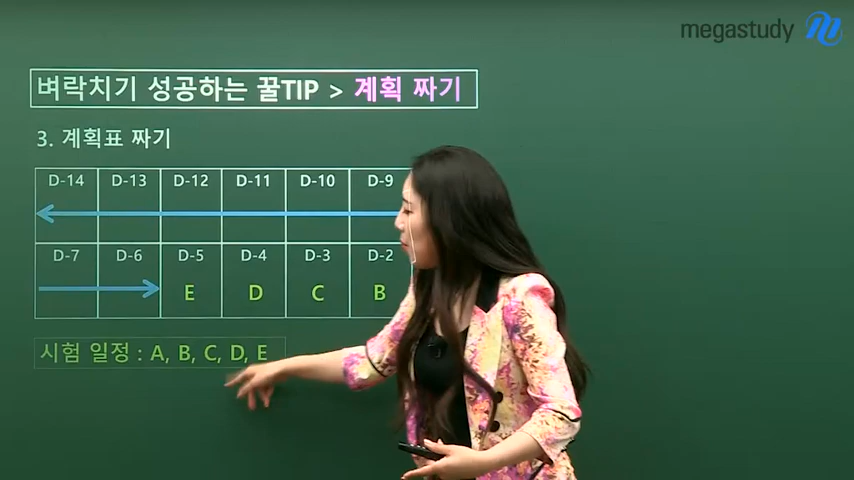 megastudy
벼락치기 성공하는 꿀TIP > 계획 짜기
3. 계획표 짜기
D-14 D-13 D-12 D-11 D-10 D-9
D-7 D-6 D-5 D-4 D-3 D-2
E D C B
시험 일정 : A, B, C, D, E